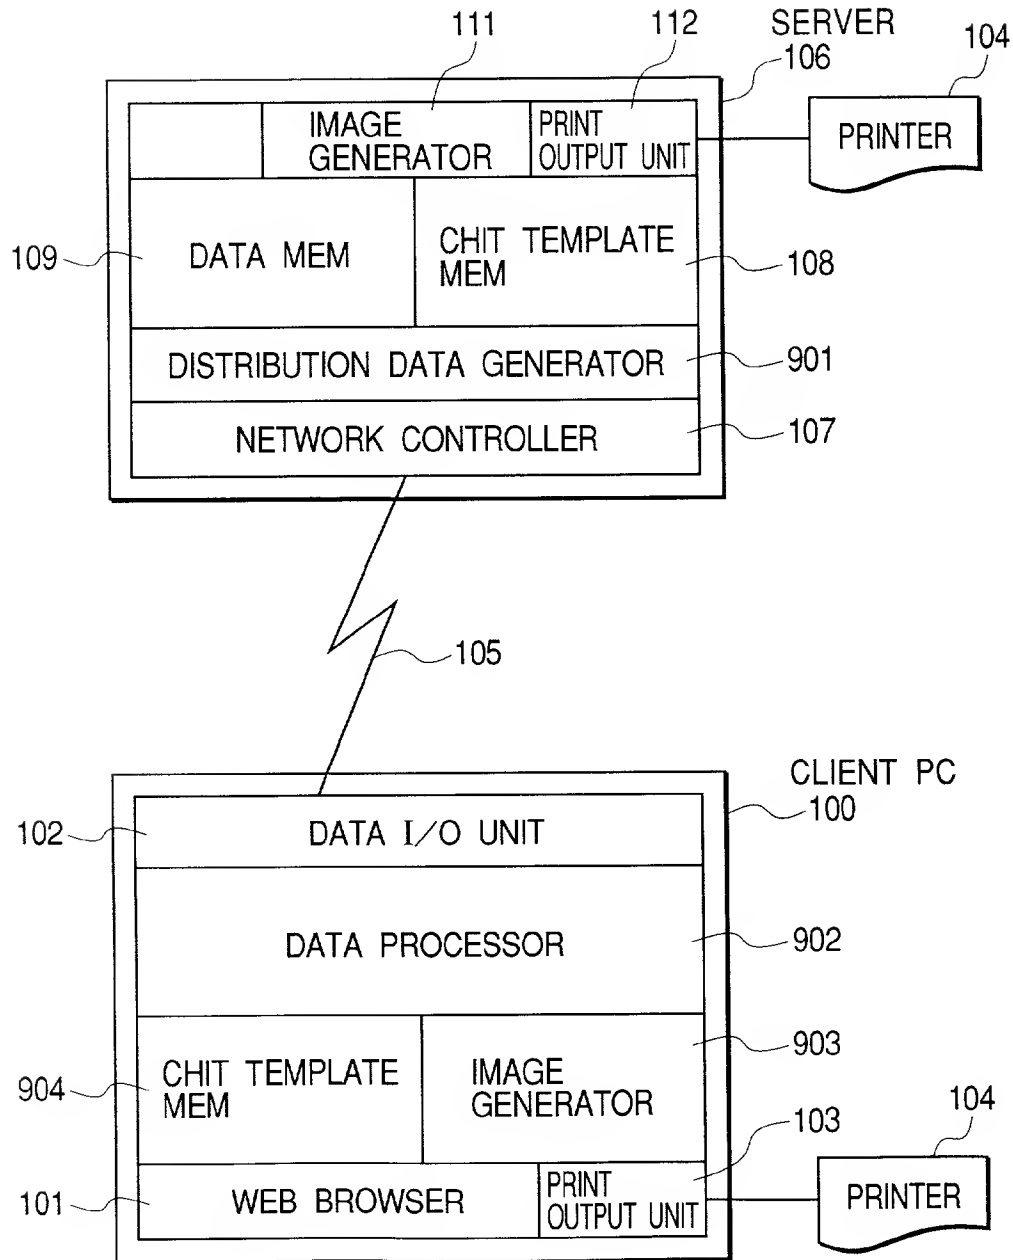 111
112
SERVER
106
104
IMAGE
GENERATOR
PRINT
OUTPUT UNIT
PRINTER
109
DATA MEM
CHIT TEMPLATE
MEM
108
DISTRIBUTION DATA GENERATOR
901
NETWORK CONTROLLER
107
105
CLIENT PC
100
102
DATA I/O UNIT
DATA PROCESSOR
902
904
CHIT TEMPLATE
MEM
IMAGE
GENERATOR
903
103
104
101
WEB BROWSER
PRINT
OUTPUT UNIT
PRINTER